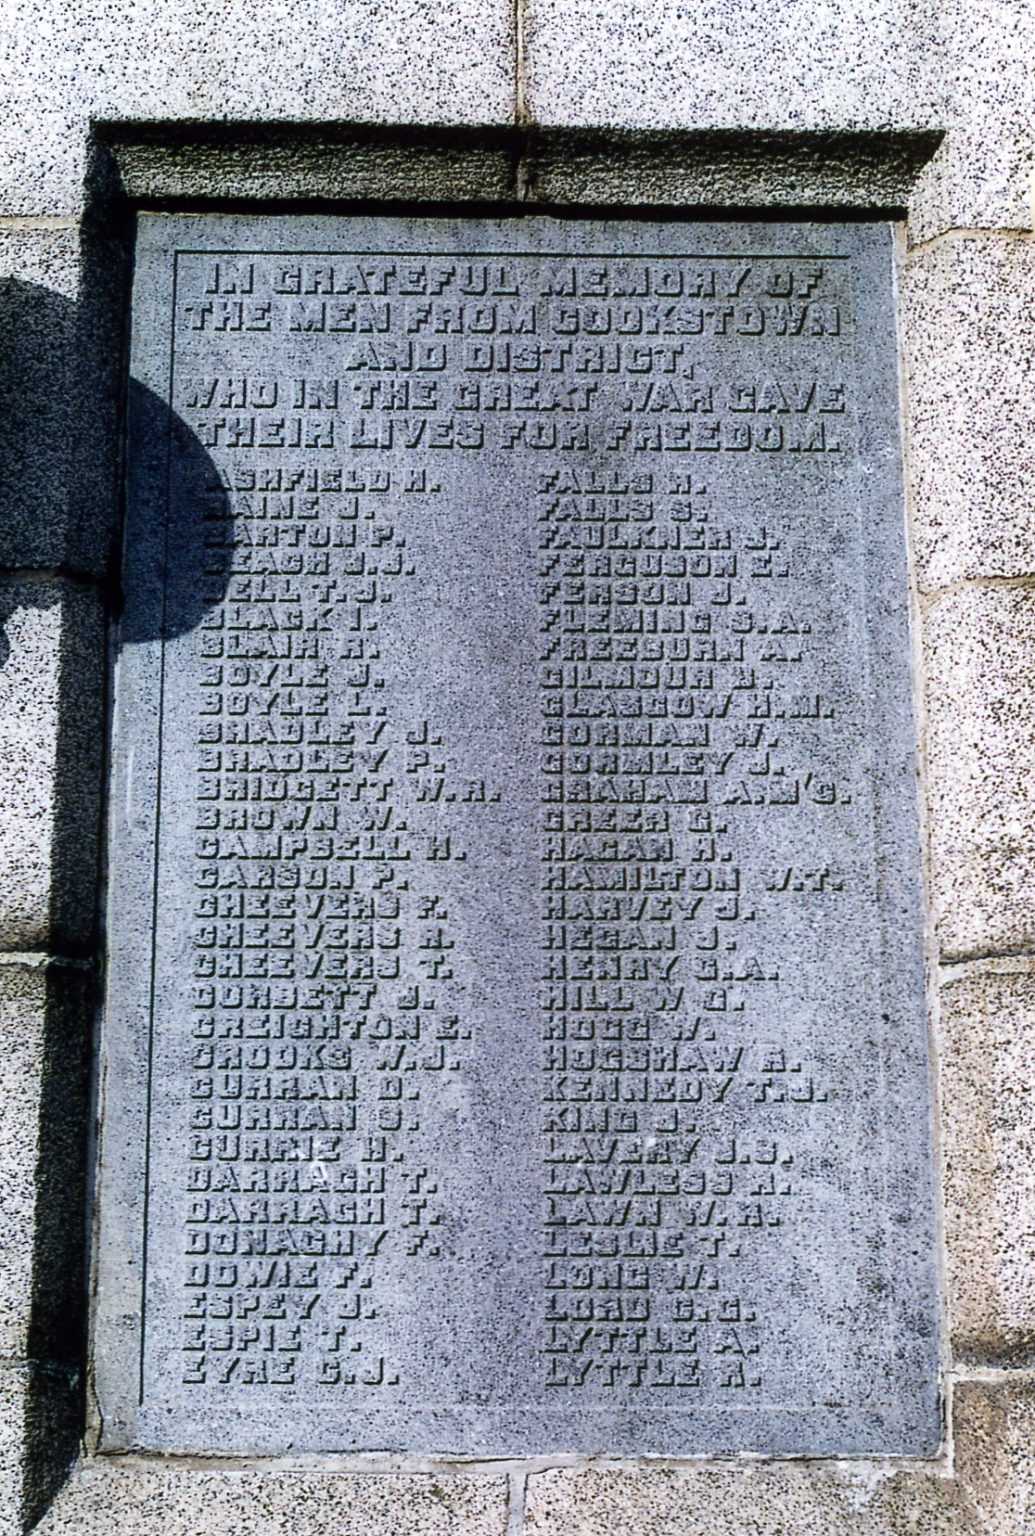 IN GRATEFUL MEMORY OF
THE MEN FROM COOKSTOWN
AND DISTRICT,
WHO IN THE GREAT WAR GAVE
THEIR LIVES FOR FREEDOM.
ASHFIELD H.
BAINE J.
BARTON P.
BEACH J.J.
BELL T.J.
BLACK I.
BLAIR R.
BOYLE J.
BOYLE L.
BRADLEY J.
BRADLEY P.
BRIDGETT W.R.
BROWN W.
CAMPBELL H.
CARSON P.
CHEEVERS F.
CHEEVERS R.
CHEEVERS T.
CORBETT J.
CREIGHTON E.
CROOKS W.J.
CURRAN D.
CURRAN S.
CURRIE H.
DARRAGH T.
DARRAGH T.
DONAGHY F.
DOWIE F.
ESPEY J.
ESPIE T.
EYRE C.J.
FALLS H.
FALLS S.
FAULKNER J.
FERGUSON E.
FERSON J.
FLEMING S.A.
FREEBURN A.
GILMOUR H.
GLASGOW H.M.
GORMAN W.
GORMLEY J.
GRAHAM A.M'C.
GREER G.
HAGAN H.
HAMILTON W.T.
HARVEY J.
HEGAN J.
HENRY G.A.
HILL W G.
HOGG W.
HOGSHAW R.
KENNEDY T.J.
KING J.
LAVERY J.S.
LAWLESS R.
LAWN W.H.
LESLIE T.
LONG W.
LORD C.G.
LYTTLE A.
LYTTLE R.